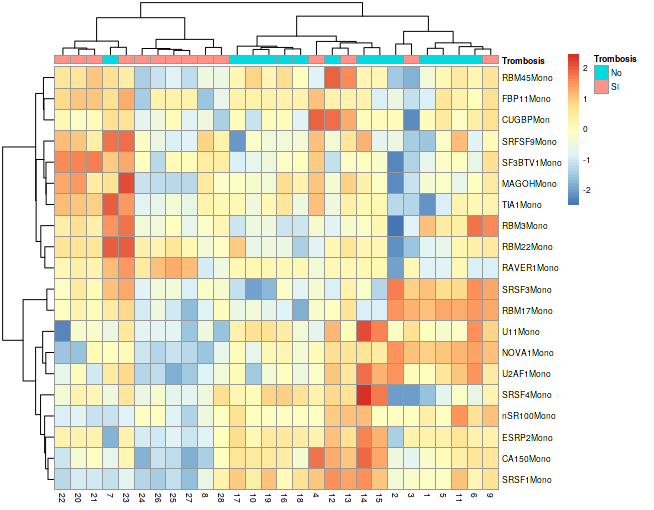 Trombosis
RBM45Mono
FBP11Mono
CUGBPMon
SRFSF9Mono
SF3BTV1Mono
MAGOHMono
TIA1Mono
RBM3Mono
RBM22Mono
RAVER1Mono
SRSF3Mono
RBM17Mono
U11Mono
NOVA1Mono
U2AF1Mono
SRSF4Mono
nSR100Mono
ESRP2Mono
CA150Mono
SRSF1Mono
22 20 21 7 23 24 26 25 27 8 28 17 10 19 16 18 4 12 13 14 15 2 3 1 5 11 6 9
2
1
0
-1
-2
Trombosis
No
SI